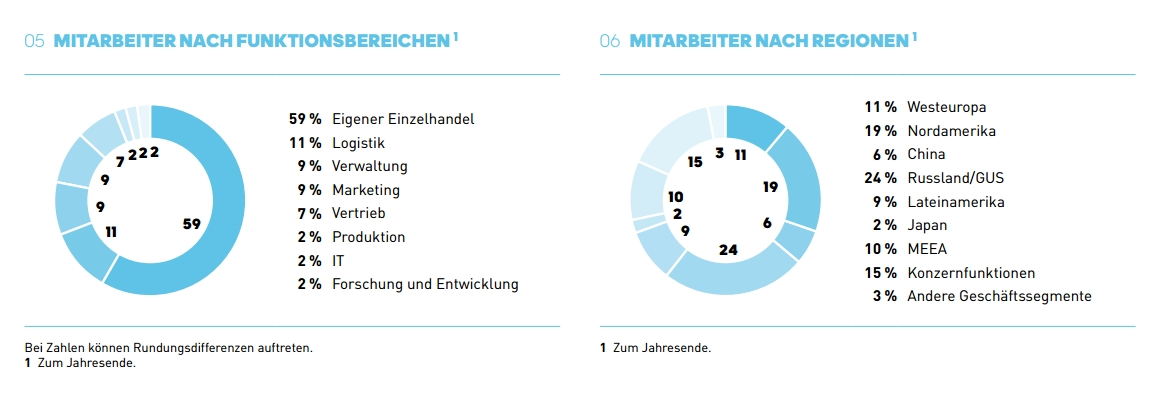 05 MITARBEITER NACH FUNKTIONSBEREICHEN 1
59 % Eigener Einzelhandel
11 % Logistik
9 % Verwaltung
9 % Marketing
7 % Vertrieb
2 % Produktion
2 % IT
2 % Forschung und Entwicklung
7 2 2 2
9
9
11
59
Bei Zahlen können Rundungsdifferenzen auftreten.
1 Zum Jahresende.
06 MITARBEITER NACH REGIONEN 1
11 % Westeuropa
19 % Nordamerika
6 % China
24 % Russland/GUS
9 % Lateinamerika
2 % Japan
10 % MEEA
15 % Konzernfunktionen
3 % Andere Geschäftssegmente
15 3 11
19
10
2
6
9
24
1 Zum Jahresende.